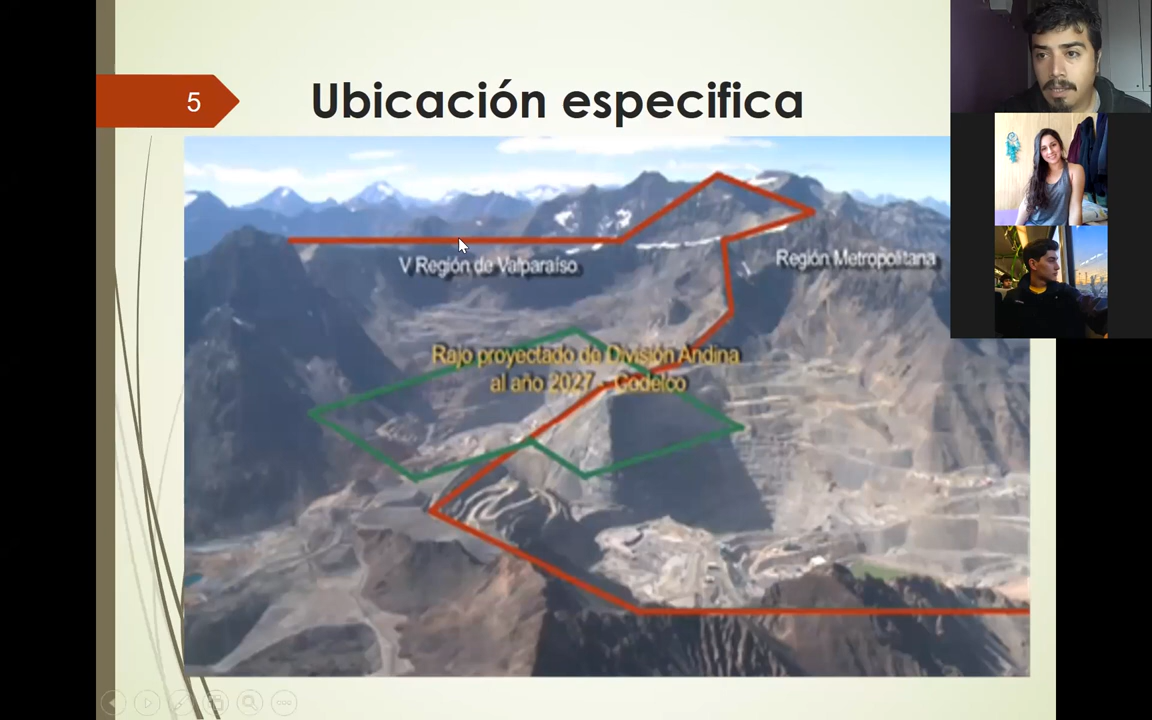 5
Ubicación especifica
V Región de Valparaíso
Región Metropolitana
Rajo proyectado de División Andina
al año 2027 - Codelco